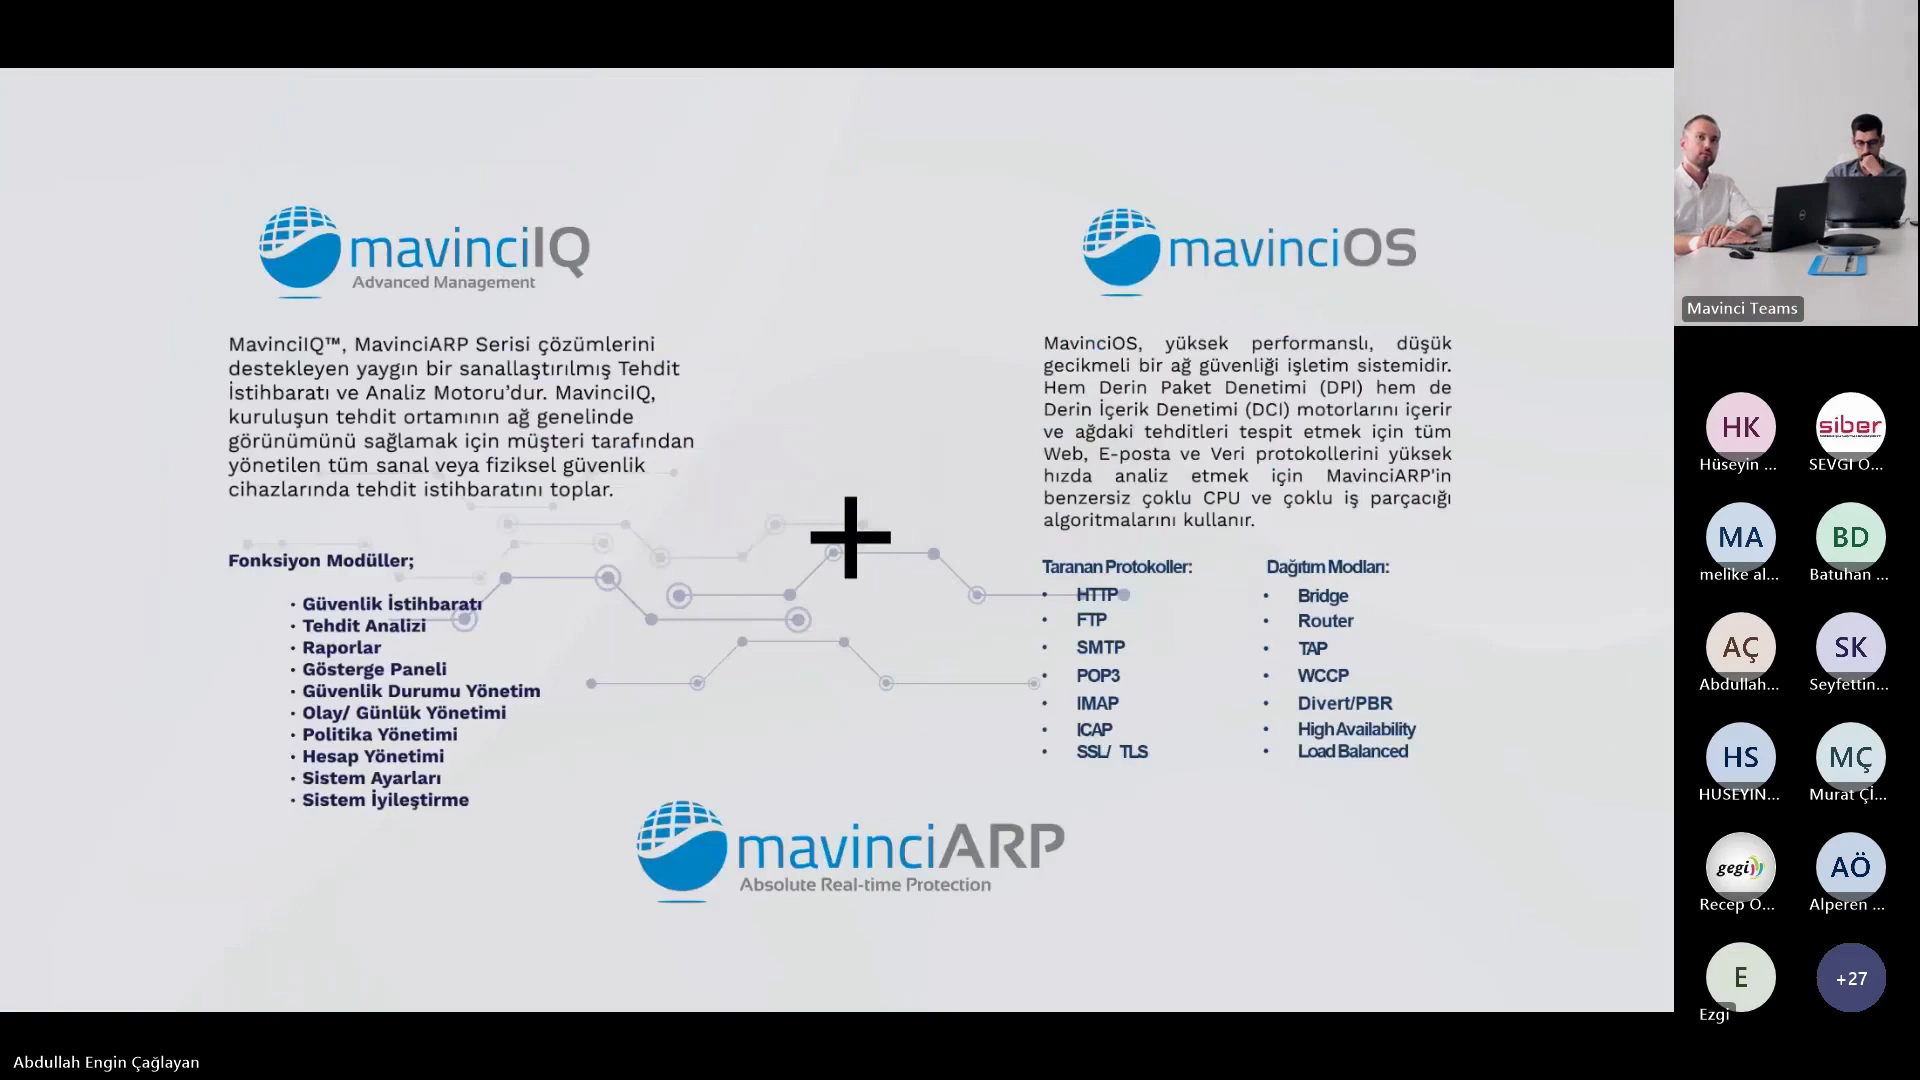 mavinciIQ
Advanced Management
MavinciIQ™, MavinciARP Serisi çözümlerini
destekleyen yaygın bir sanallaştırılmış Tehdit
İstihbaratı ve Analiz Motoru’dur. MavinciIQ,
kuruluşun tehdit ortamının ağ genelinde
görünümünü sağlamak için müşteri tarafından
yönetilen tüm sanal veya fiziksel güvenlik
cihazlarında tehdit istihbaratını toplar.
Fonksiyon Modüller;
· Güvenlik İstihbaratı
· Tehdit Analizi
· Raporlar
· Gösterge Paneli
· Güvenlik Durumu Yönetim
· Olay/ Günlük Yönetimi
· Politika Yönetimi
· Hesap Yönetimi
· Sistem Ayarları
· Sistem İyileştirme
mavinciOS
MavinciOS, yüksek performanslı, düşük
gecikmeli bir ağ güvenliği işletim sistemidir.
Hem Derin Paket Denetimi (DPI) hem de
Derin İçerik Denetimi (DCI) motorlarını içerir
ve ağdaki tehditleri tespit etmek için tüm
Web, E-posta ve Veri protokollerini yüksek
hızda analiz etmek için MavinciARP'in
benzersiz çoklu CPU ve çoklu iş parçacığı
algoritmalarını kullanır.
Taranan Protokoller:
• HTTP
• FTP
• SMTP
• POP3
• IMAP
• ICAP
• SSL/ TLS
Dağıtım Modları:
• Bridge
• Router
• TAP
• WCCP
• Divert/PBR
• High Availability
• Load Balanced
mavinciARP
Absolute Real-time Protection
Mavinci Teams
HK
Hüseyin ...
siber
SEVGI O...
MA
melike al...
BD
Batuhan ...
AÇ
Abdullah...
SK
Seyfettin...
HS
HUSEYIN...
MÇ
Murat Çİ...
gegi
Recep O...
AÖ
Alperen ...
E
Ezgi
+27
Abdullah Engin Çağlayan